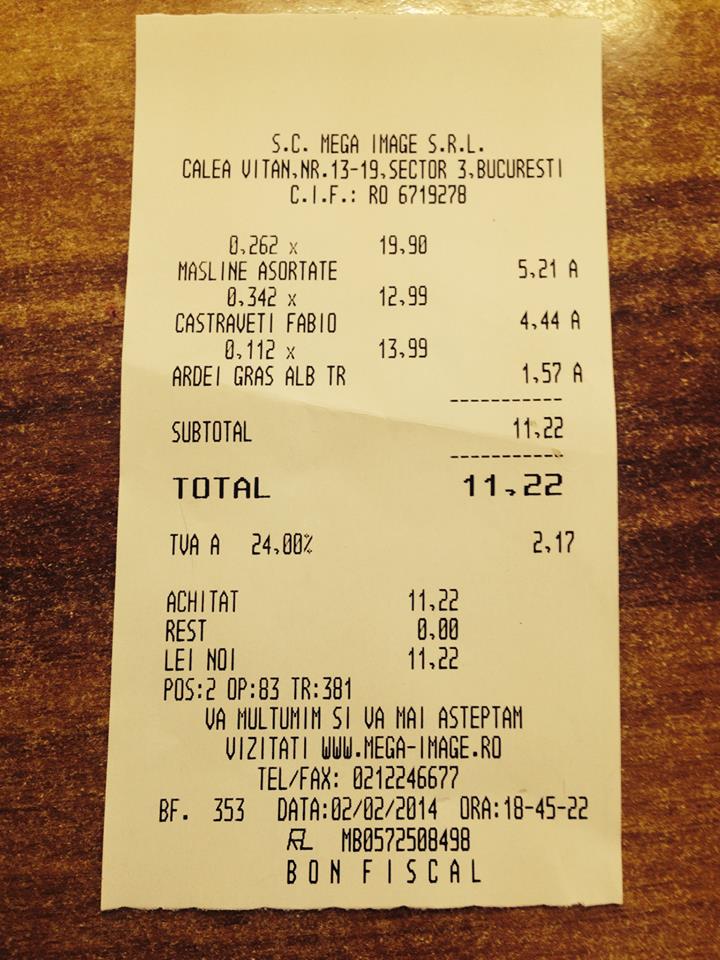 S.C. MEGA IMAGE S.R.L.
CALEA VITAN,NR.13-19,SECTOR 3,BUCURESTI
C.I.F.: RO 6719278
0,262 x 19,90
MASLINE ASORTATE 5,21 A
0,342 x 12,99
CASTRAVETI FABIO 4,44 A
0,112 x 13,99
ARDEI GRAS ALB TR 1,57 A
-----------
SUBTOTAL 11,22
-----------
TOTAL 11,22
TVA A 24,00% 2,17
ACHITAT 11,22
REST 0,00
LEI NOI 11,22
POS:2 OP:83 TR:381
VA MULTUMIM SI VA MAI ASTEPTAM
VIZITATI WWW.MEGA-IMAGE.RO
TEL/FAX: 0212246677
BF. 353 DATA:02/02/2014 ORA:18-45-22
MB0572508498
BON FISCAL